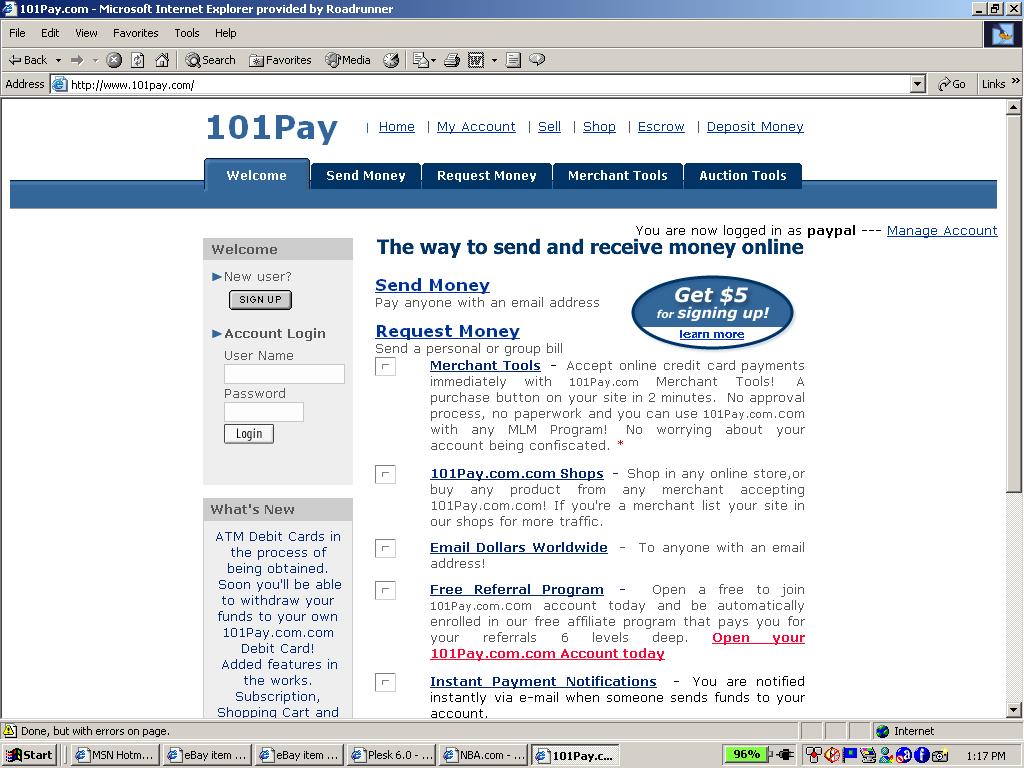 101Pay.com - Microsoft Internet Explorer provided by Roadrunner
File Edit View Favorites Tools Help
Back Search Favorites Media
Address http://www.101pay.com/ Go Links »
101Pay | Home | My Account | Sell | Shop | Escrow | Deposit Money
Welcome Send Money Request Money Merchant Tools Auction Tools
You are now logged in as paypal --- Manage Account
Welcome
New user?
SIGN UP
Account Login
User Name
Password
Login
What's New
ATM Debit Cards in
the process of
being obtained.
Soon you'll be able
to withdraw your
funds to your own
101Pay.com.com
Debit Card!
Added features in
the works.
Subscription,
Shopping Cart and
The way to send and receive money online
Send Money
Pay anyone with an email address
Request Money
Send a personal or group bill
Get $5
for signing up!
learn more
Merchant Tools - Accept online credit card payments
immediately with 101Pay.com Merchant Tools! A
purchase button on your site in 2 minutes. No approval
process, no paperwork and you can use 101Pay.com.com
with any MLM Program! No worrying about your
account being confiscated. *
101Pay.com.com Shops - Shop in any online store,or
buy any product from any merchant accepting
101Pay.com.com! If you're a merchant list your site in
our shops for more traffic.
Email Dollars Worldwide - To anyone with an email
address!
Free Referral Program - Open a free to join
101Pay.com.com account today and be automatically
enrolled in our free affiliate program that pays you for
your referrals 6 levels deep. Open your
101Pay.com.com Account today
Instant Payment Notifications - You are notified
instantly via e-mail when someone sends funds to your
account.
Done, but with errors on page. Internet
Start MSN Hotm... eBay item ... eBay item ... Plesk 6.0 - ... NBA.com - ... 101Pay.c... 96% 1:17 PM